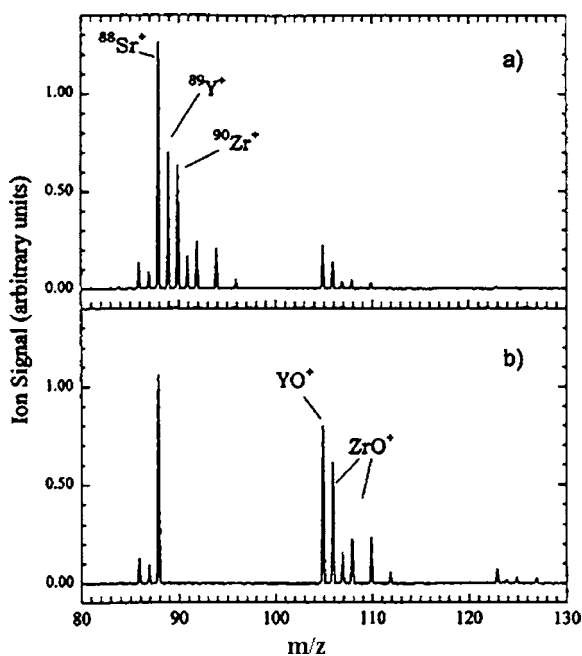 ⁸⁸Sr⁺
a)
⁸⁹Y⁺
⁹⁰Zr⁺
1.00
0.50
0.00
Ion Signal (arbitrary units)
b)
YO⁺
ZrO⁺
1.00
0.50
0.00
80 90 100 110 120 130
m/z